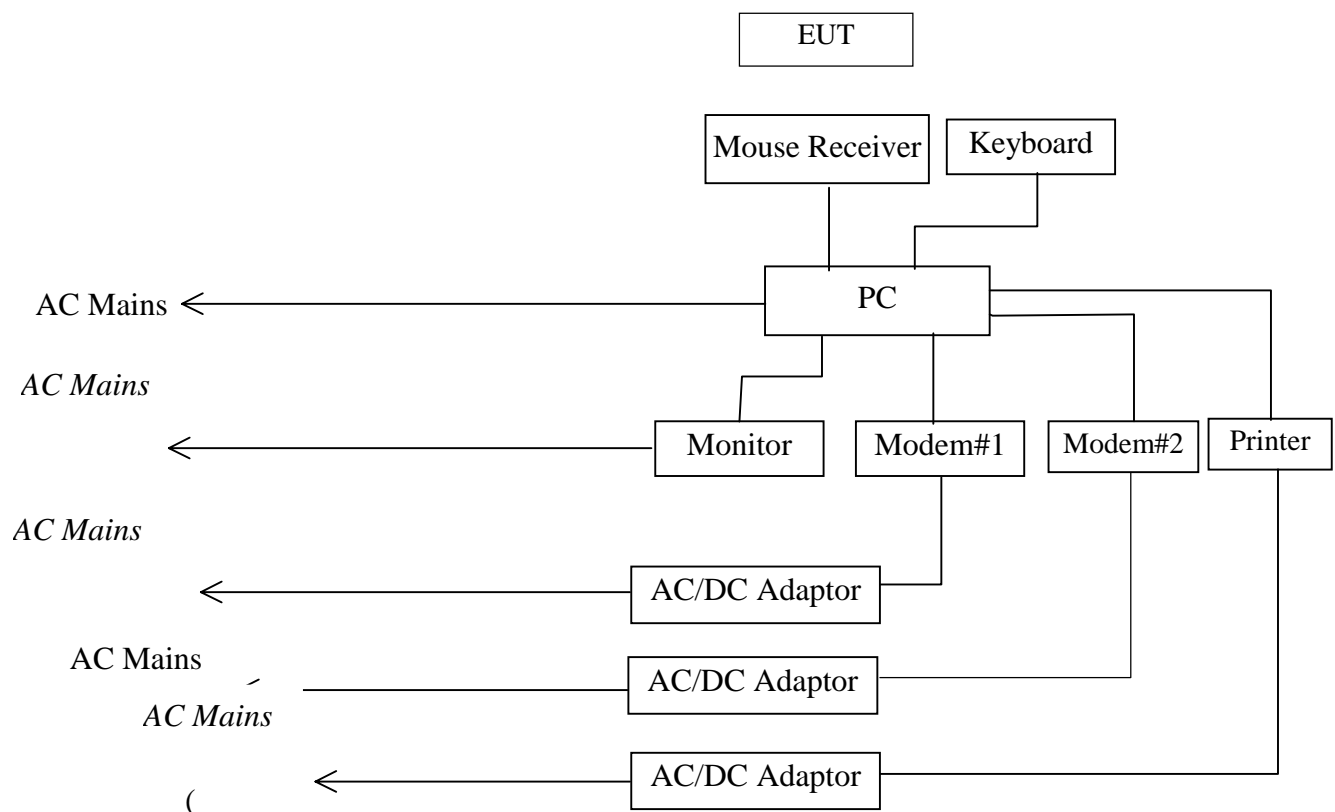 EUT
Mouse Receiver
Keyboard
PC
AC Mains
AC Mains
Monitor
Modem#1
Modem#2
Printer
AC Mains
AC/DC Adaptor
AC Mains
AC/DC Adaptor
AC Mains
AC/DC Adaptor
(